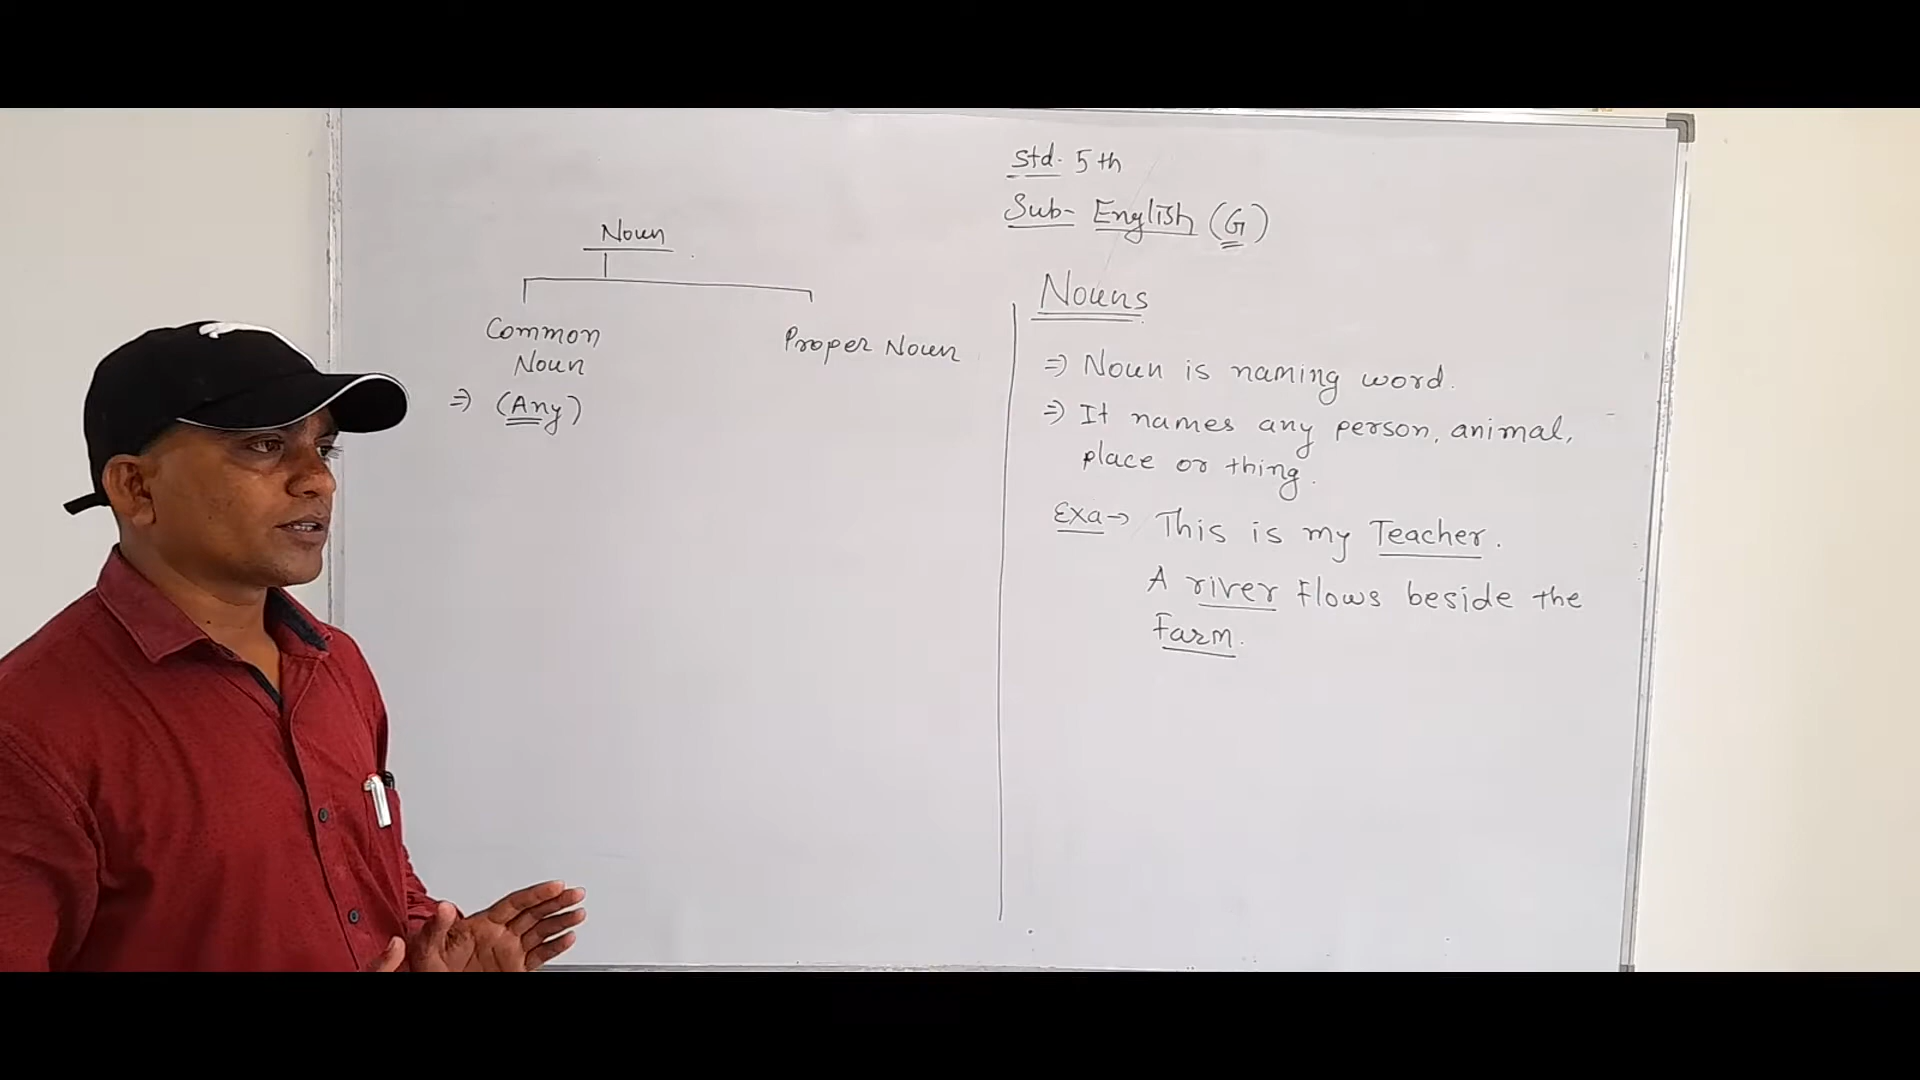 Std. 5th
Sub- English (G)
Noun
Common
Noun
Proper Noun
⇒ (Any)
Nouns
⇒ Noun is naming word.
⇒ It names any person, animal,
place or thing.
Exa→ This is my Teacher.
A river flows beside the
Farm.